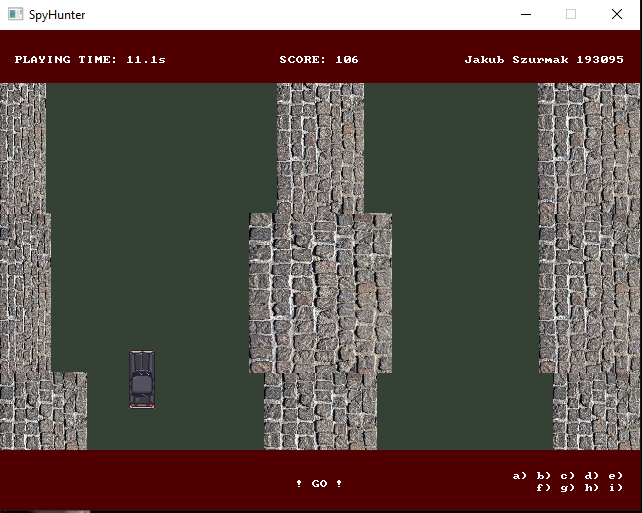 SpyHunter
PLAYING TIME: 11.1s SCORE: 106 Jakub Szurmak 193095
! GO !
a) b) c) d) e)
f) g) h) i)